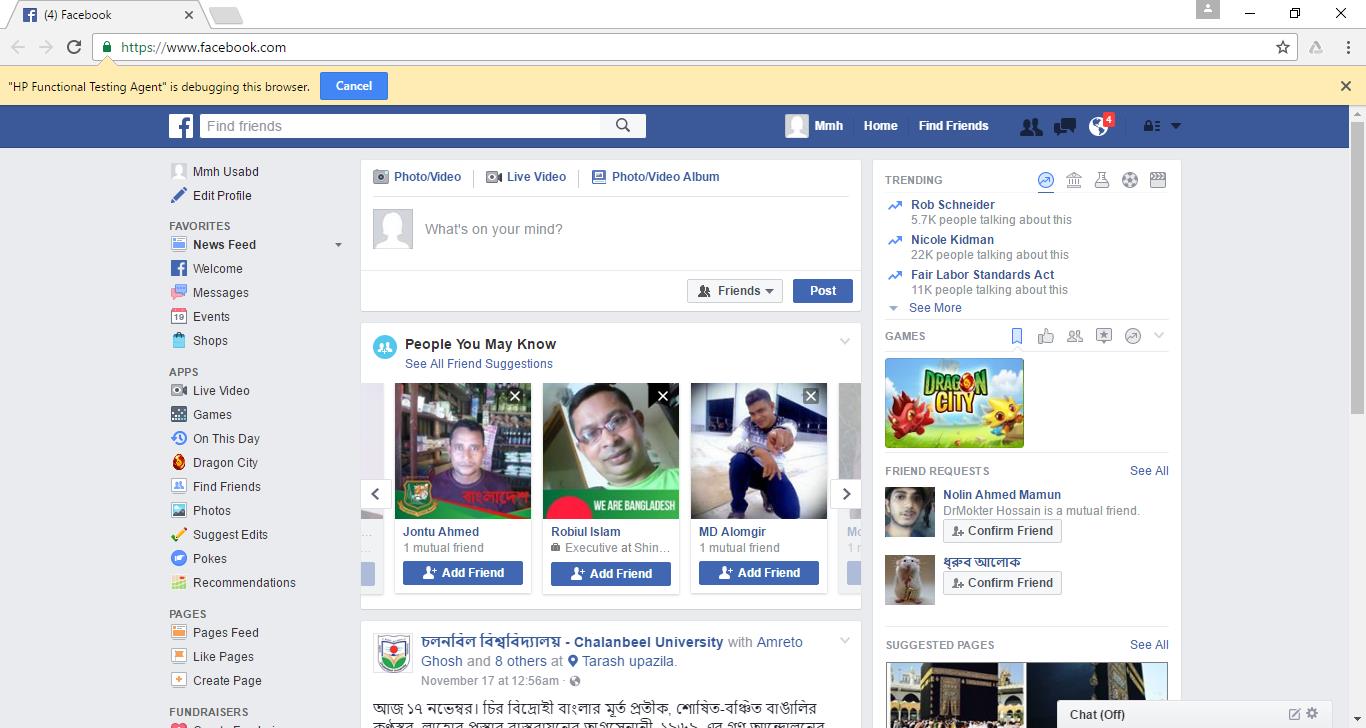 (4) Facebook
https://www.facebook.com
"HP Functional Testing Agent" is debugging this browser. Cancel
Find friends
Mmh Home Find Friends 4
Mmh Usabd
Edit Profile
FAVORITES
News Feed
Welcome
Messages
19 Events
Shops
APPS
Live Video
Games
On This Day
Dragon City
Find Friends
Photos
Suggest Edits
Pokes
Recommendations
PAGES
Pages Feed
Like Pages
Create Page
FUNDRAISERS
Photo/Video Live Video Photo/Video Album
What's on your mind?
Friends Post
People You May Know
See All Friend Suggestions
বাংলাদেশ
WE ARE BANGLADESH
Jontu Ahmed
1 mutual friend
Add Friend
Robiul Islam
Executive at Shin...
Add Friend
MD Alomgir
1 mutual friend
Add Friend
চলনবিল বিশ্ববিদ্যালয় - Chalanbeel University with Amreto
Ghosh and 8 others at Tarash upazila.
November 17 at 12:56am
আজ ১৭ নভেম্বর। চির বিদ্রোহী বাংলার মূর্ত প্রতীক, শোষিত-বঞ্চিত বাঙালির
TRENDING
Rob Schneider
5.7K people talking about this
Nicole Kidman
22K people talking about this
Fair Labor Standards Act
11K people talking about this
See More
GAMES
DRAGON
CITY
FRIEND REQUESTS See All
Nolin Ahmed Mamun
DrMokter Hossain is a mutual friend.
Confirm Friend
ধ্রুব আলোক
Confirm Friend
SUGGESTED PAGES See All
Chat (Off)